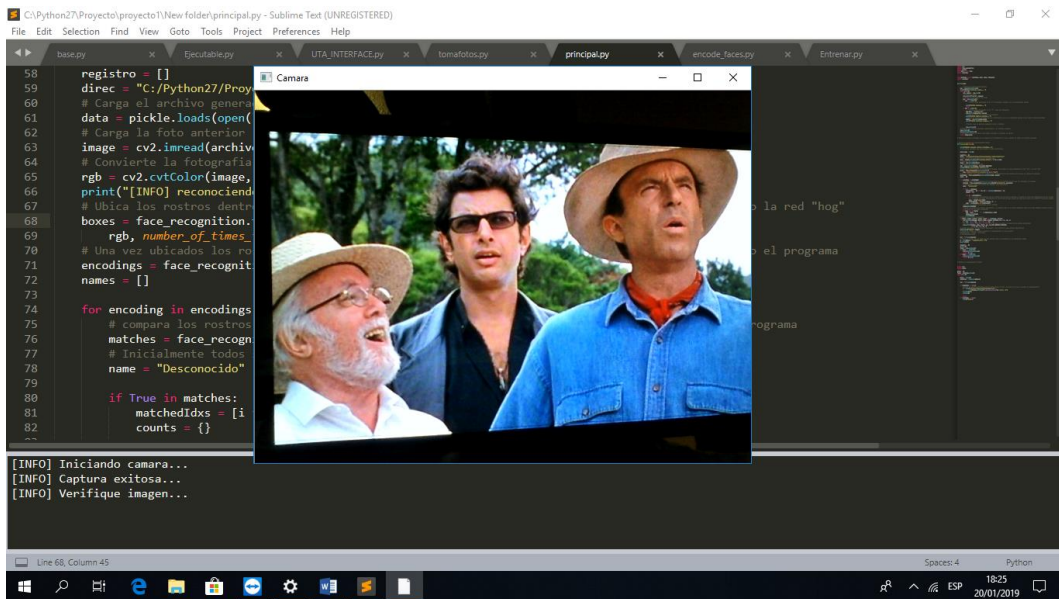 C:\Python27\Proyecto\proyecto1\New folder\principal.py - Sublime Text (UNREGISTERED)
File Edit Selection Find View Goto Tools Project Preferences Help
base.py × Ejecutable.py × UTA_INTERFACE.py × tomafotos.py × principal.py × encode_faces.py × Entrenar.py ×
Camara
58 registro = []
59 direc = "C:/Python27/Proy
60 # Carga el archivo genera
61 data = pickle.loads(open(
62 # Carga la foto anterior
63 image = cv2.imread(archiv
64 # Convierte la fotografia
65 rgb = cv2.cvtColor(image,
66 print("[INFO] reconociend
67 # Ubica los rostros dentr o la red "hog"
68 boxes = face_recognition.
69 rgb, number_of_times_
70 # Una vez ubicados los ro o el programa
71 encodings = face_recognit
72 names = []
73
74 for encoding in encodings
75 # compara los rostros rograma
76 matches = face_recogn
77 # Inicialmente todos
78 name = "Desconocido"
79
80 if True in matches:
81 matchedIdxs = [i
82 counts = {}
[INFO] Iniciando camara...
[INFO] Captura exitosa...
[INFO] Verifique imagen...
Line 68, Column 45 Spaces: 4 Python
ESP 18:25
20/01/2019